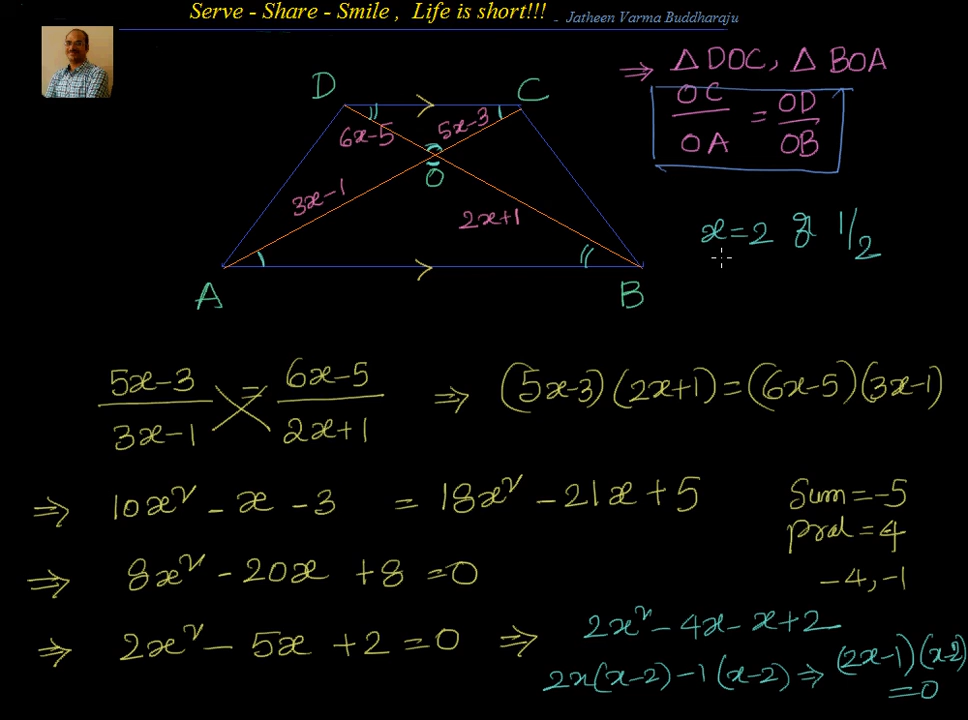 Serve - Share - Smile , Life is short!!! - Jatheen Varma Buddharaju
D C
6x-5 5x-3
O
3x-1 2x+1
A B
⇒ △ DOC, △ BOA
OC/OA = OD/OB
x=2 or 1/2
(5x-3)/(3x-1) = (6x-5)/(2x+1) ⇒ (5x-3)(2x+1)=(6x-5)(3x-1)
⇒ 10x² - x - 3 = 18x² - 21x + 5
Sum = -5
prod = 4
-4, -1
⇒ 8x² - 20x + 8 = 0
⇒ 2x² - 5x + 2 = 0 ⇒ 2x² - 4x - x + 2
2x(x-2) - 1(x-2) ⇒ (2x-1)(x-2)
= 0